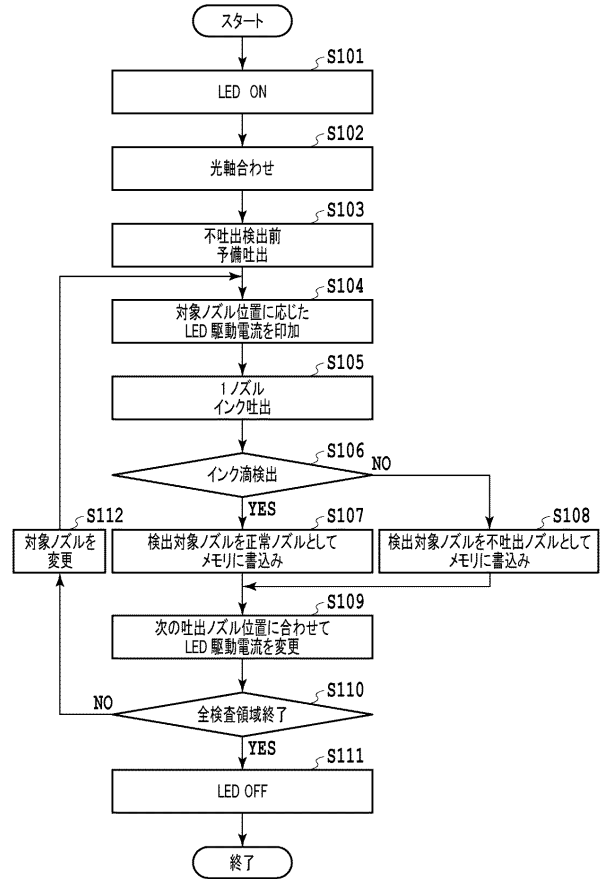 スタート
S101
LED ON
S102
光軸合わせ
S103
不吐出検出前
予備吐出
S104
対象ノズル位置に応じた
LED 駆動電流を印加
S105
1ノズル
インク吐出
S106
インク滴検出
NO
YES
S112
対象ノズルを
変更
S107
検出対象ノズルを正常ノズルとして
メモリに書込み
S108
検出対象ノズルを不吐出ノズルとして
メモリに書込み
S109
次の吐出ノズル位置に合わせて
LED 駆動電流を変更
S110
全検査領域終了
NO
YES
S111
LED OFF
終了